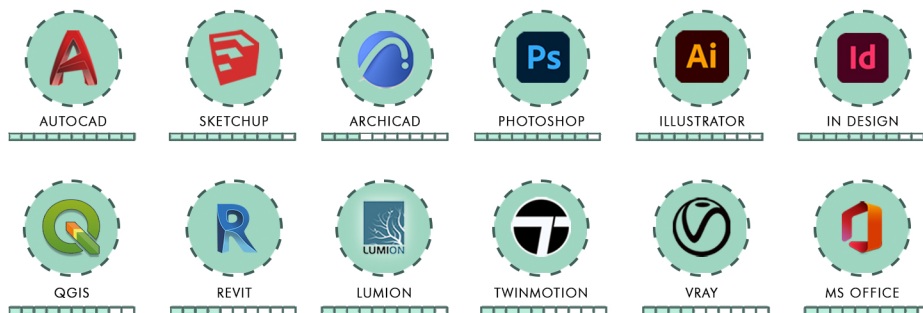 Ps
Ai
Id
AUTOCAD
SKETCHUP
ARCHICAD
PHOTOSHOP
ILLUSTRATOR
IN DESIGN
LUMION
QGIS
REVIT
LUMION
TWINMOTION
VRAY
MS OFFICE